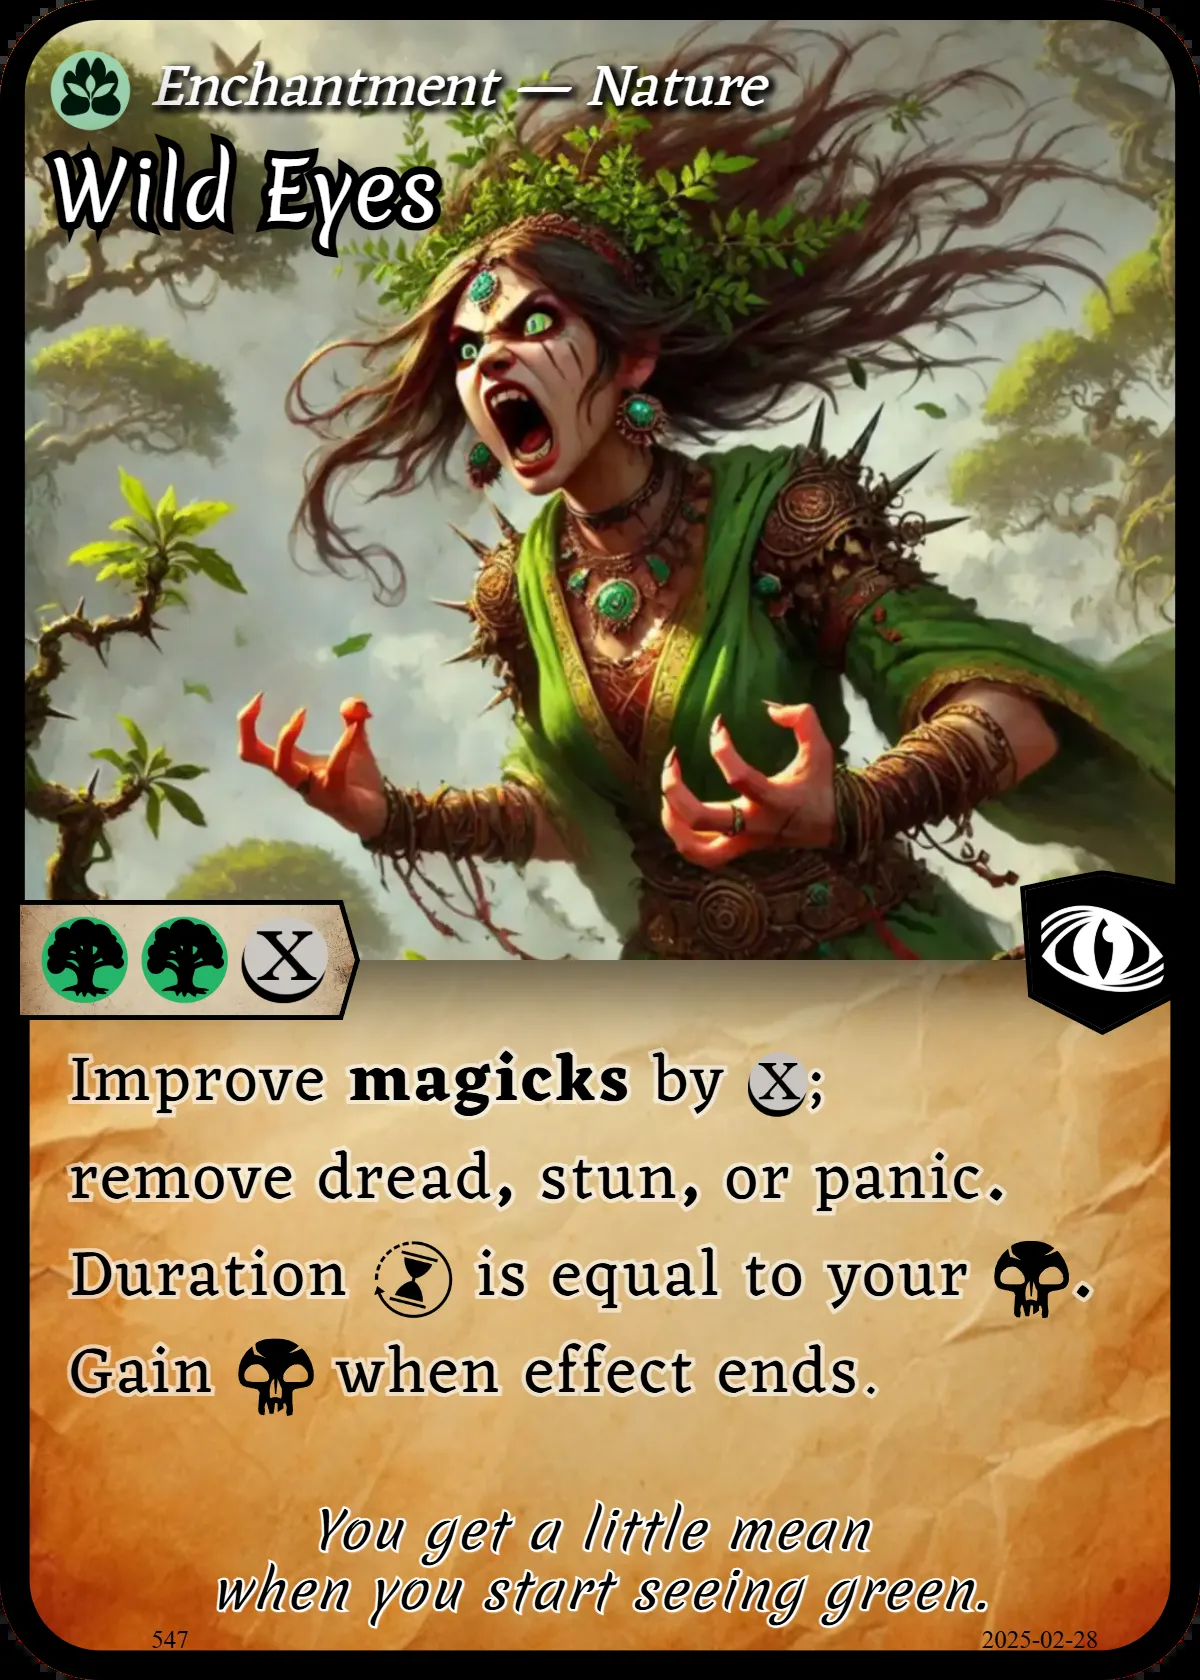 Enchantment — Nature
Wild Eyes
X
Improve magicks by X;
remove dread, stun, or panic.
Duration is equal to your .
Gain when effect ends.
You get a little mean
when you start seeing green.
547 2025-02-28